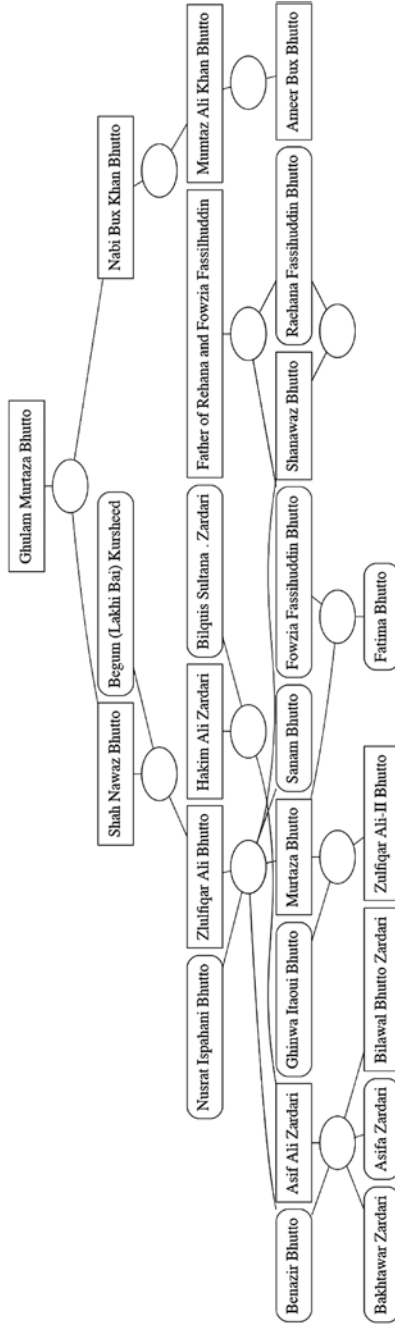 Ghulam Murtaza Bhutto
Shah Nawaz Bhutto
Begum (Lakhi Bai) Kursheed
Nabi Bux Khan Bhutto
Nusrat Ispahani Bhutto
Zlulfiqar Ali Bhutto
Hakim Ali Zardari
Bilquis Sultana . Zardari
Father of Rehana and Fowzia Fassilhuddin
Mumtaz Ali Khan Bhutto
Benazir Bhutto
Asif Ali Zardari
Ghinwa Itaoui Bhutto
Murtaza Bhutto
Sanam Bhutto
Fowzia Fassihuddin Bhutto
Shanawaz Bhutto
Raehana Fassihuddin Bhutto
Ameer Bux Bhutto
Bakhtawar Zardari
Asifa Zardari
Bilawal Bhutto Zardari
Zulfiqar Ali-II Bhutto
Fatima Bhutto